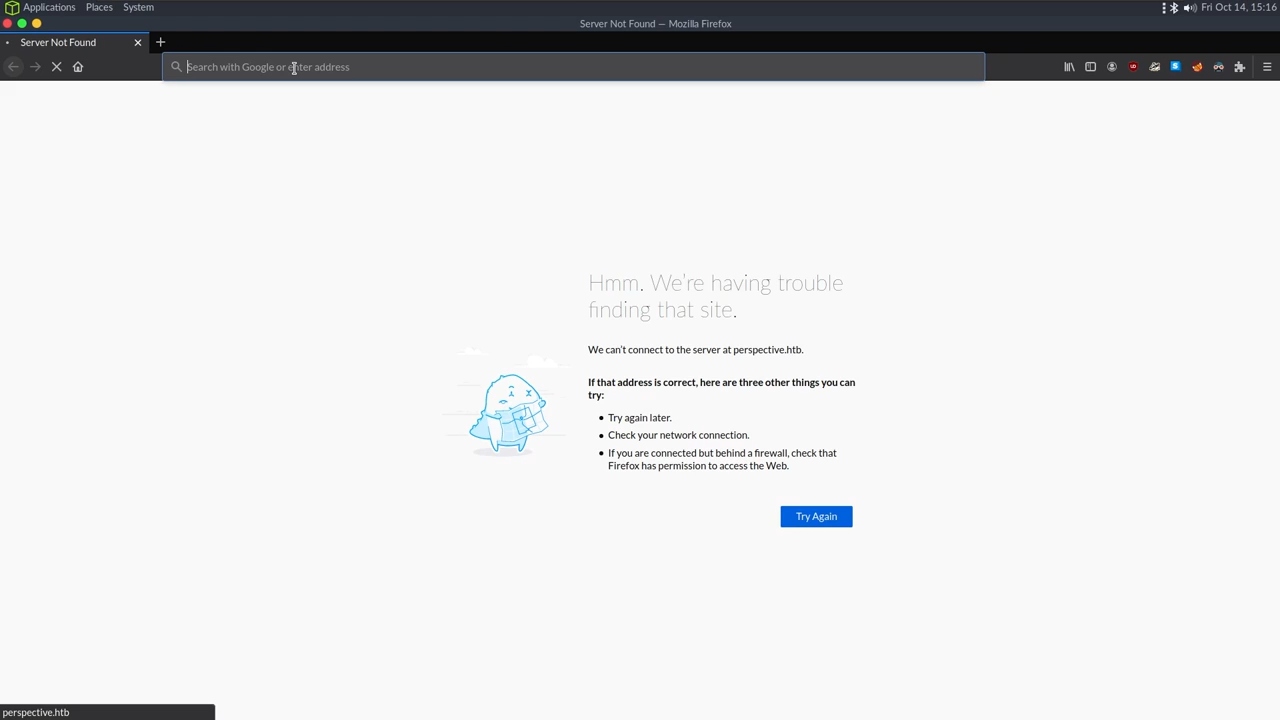 Applications Places System
Fri Oct 14, 15:16
Server Not Found — Mozilla Firefox
Server Not Found
Search with Google or enter address
Hmm. We're having trouble
finding that site.
We can't connect to the server at perspective.htb.
If that address is correct, here are three other things you can
try:
Try again later.
Check your network connection.
If you are connected but behind a firewall, check that
Firefox has permission to access the Web.
Try Again
perspective.htb